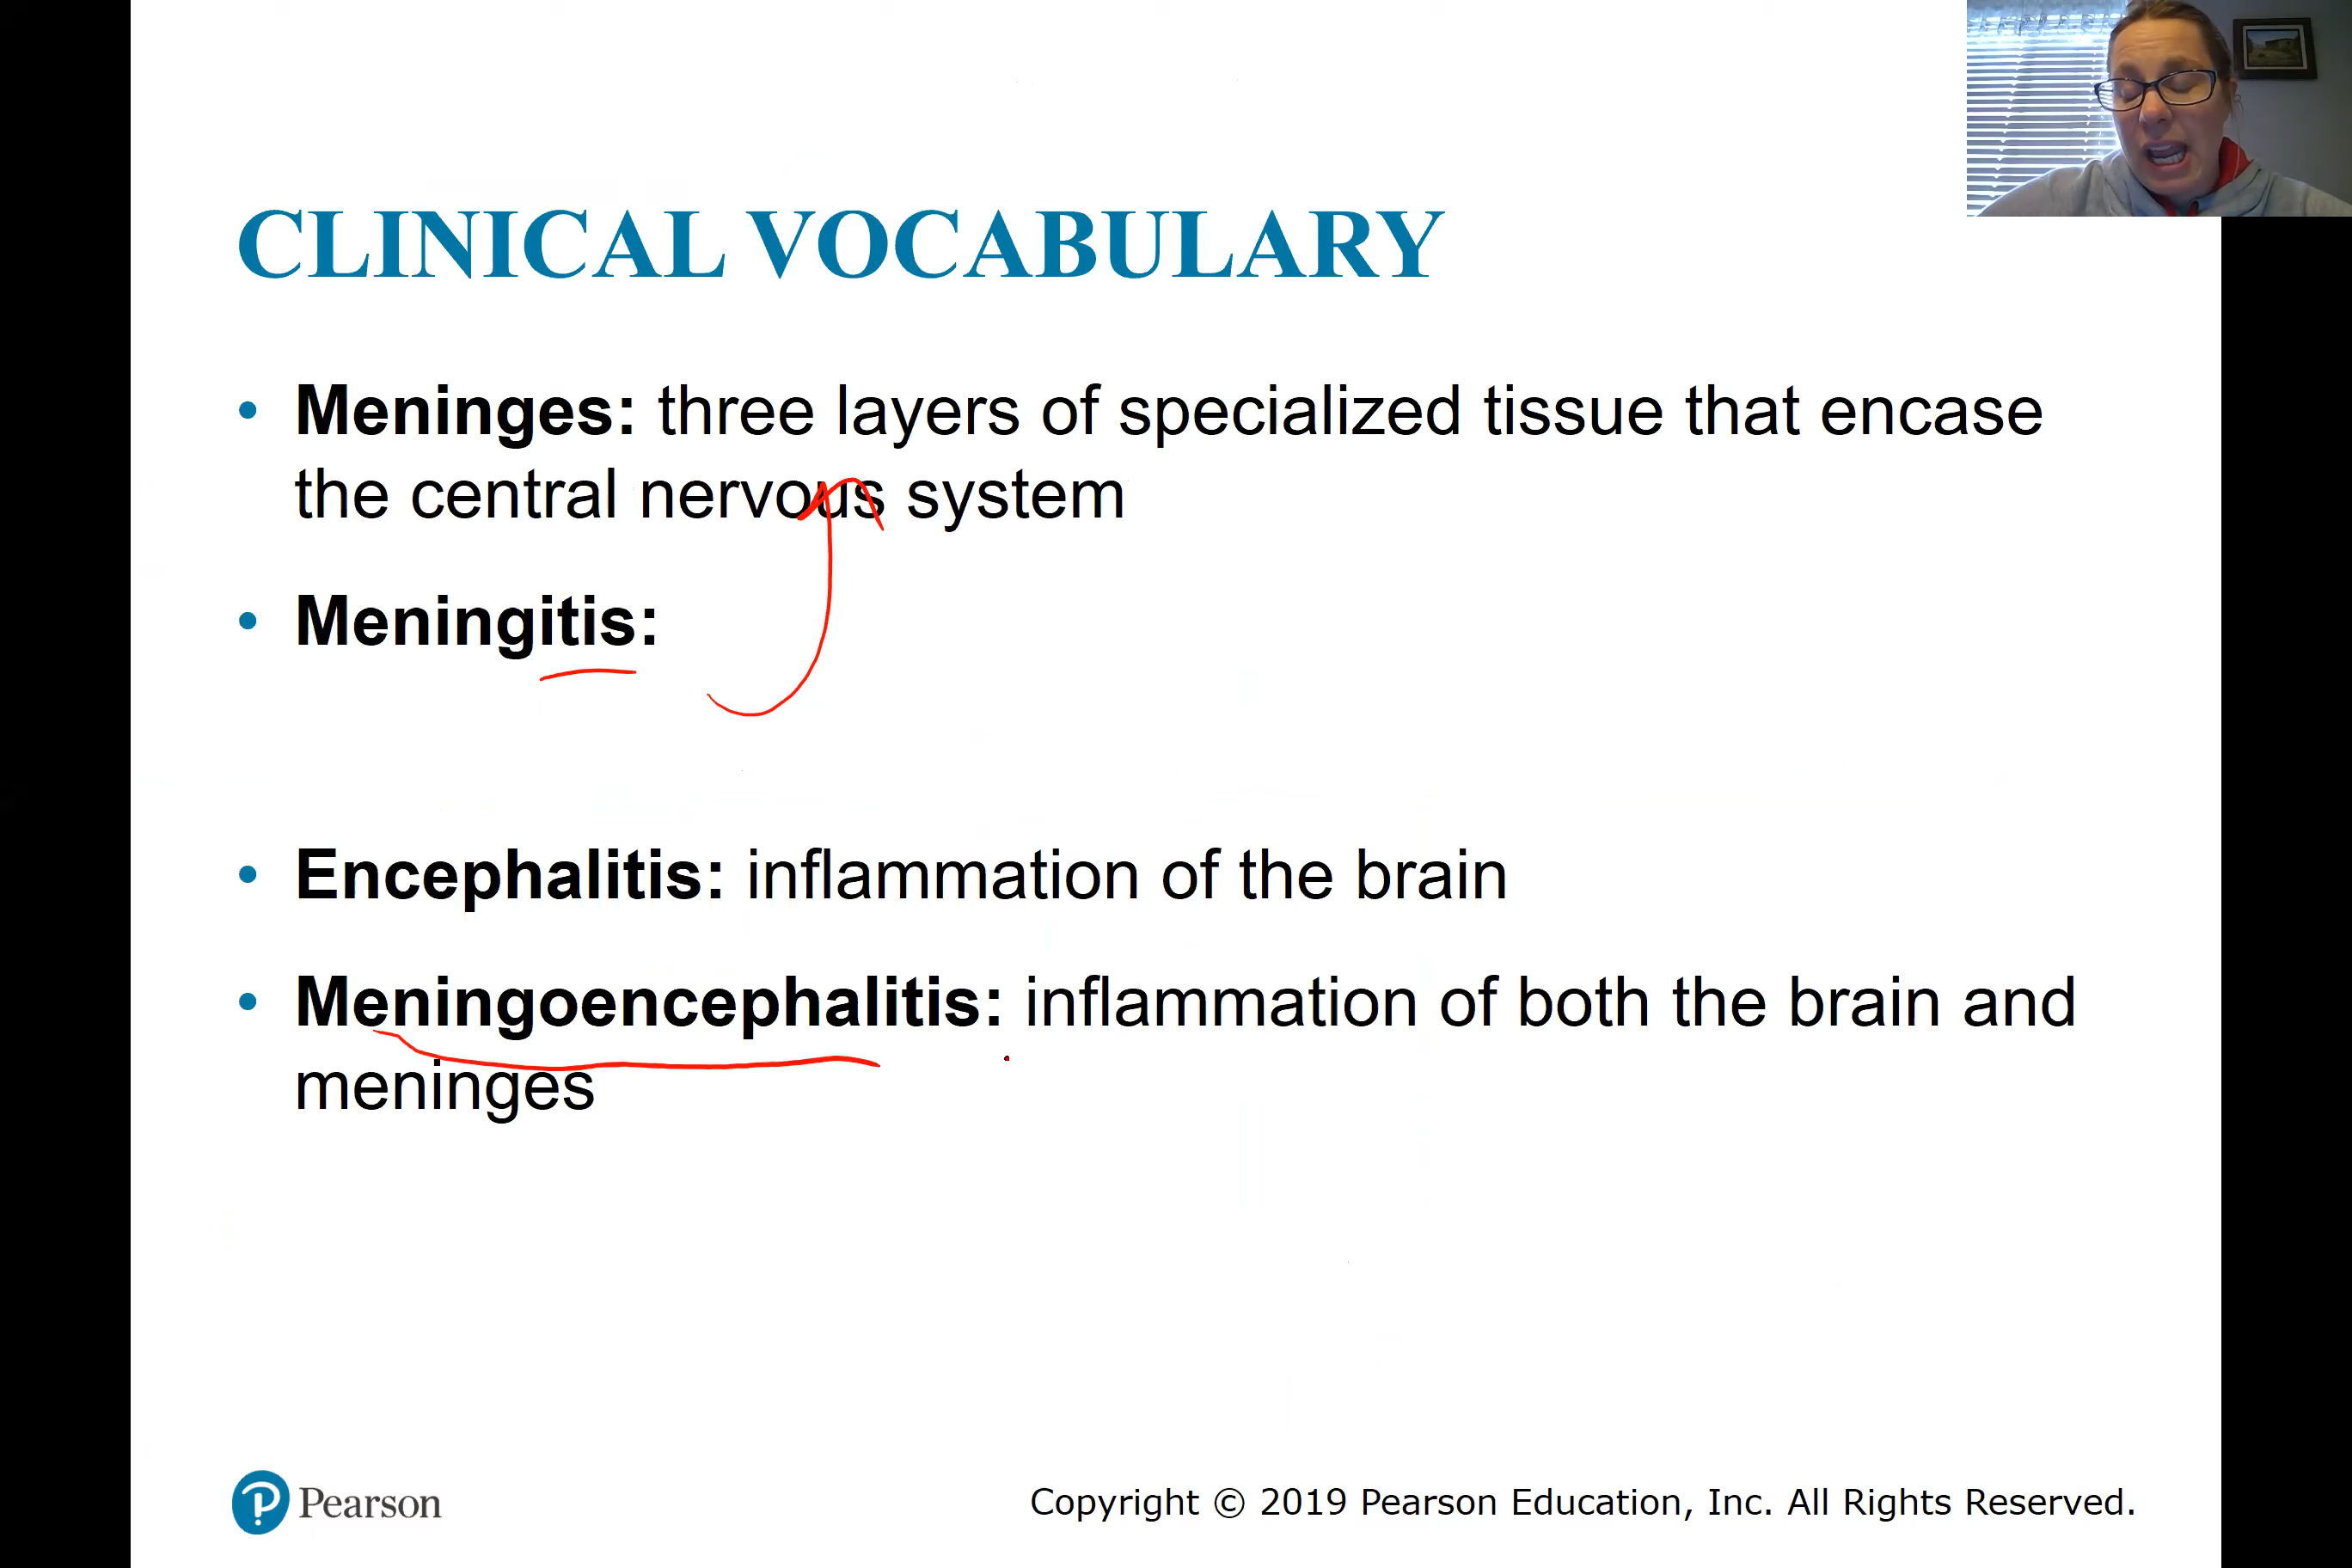 CLINICAL VOCABULARY
• Meninges: three layers of specialized tissue that encase
the central nervous system
• Meningitis:
• Encephalitis: inflammation of the brain
• Meningoencephalitis: inflammation of both the brain and
meninges
Pearson
Copyright © 2019 Pearson Education, Inc. All Rights Reserved.